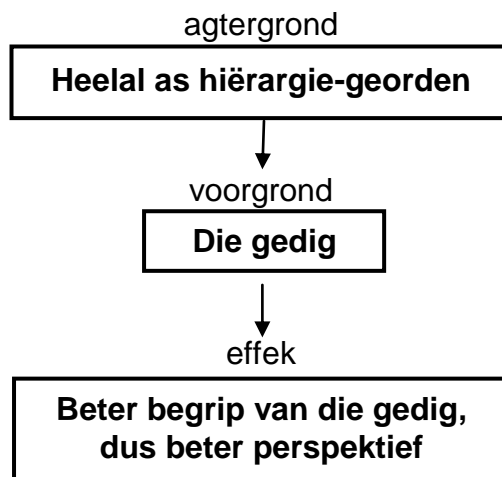 agtergrond
Heelal as hiërargie-georden
voorgrond
Die gedig
effek
Beter begrip van die gedig,
dus beter perspektief